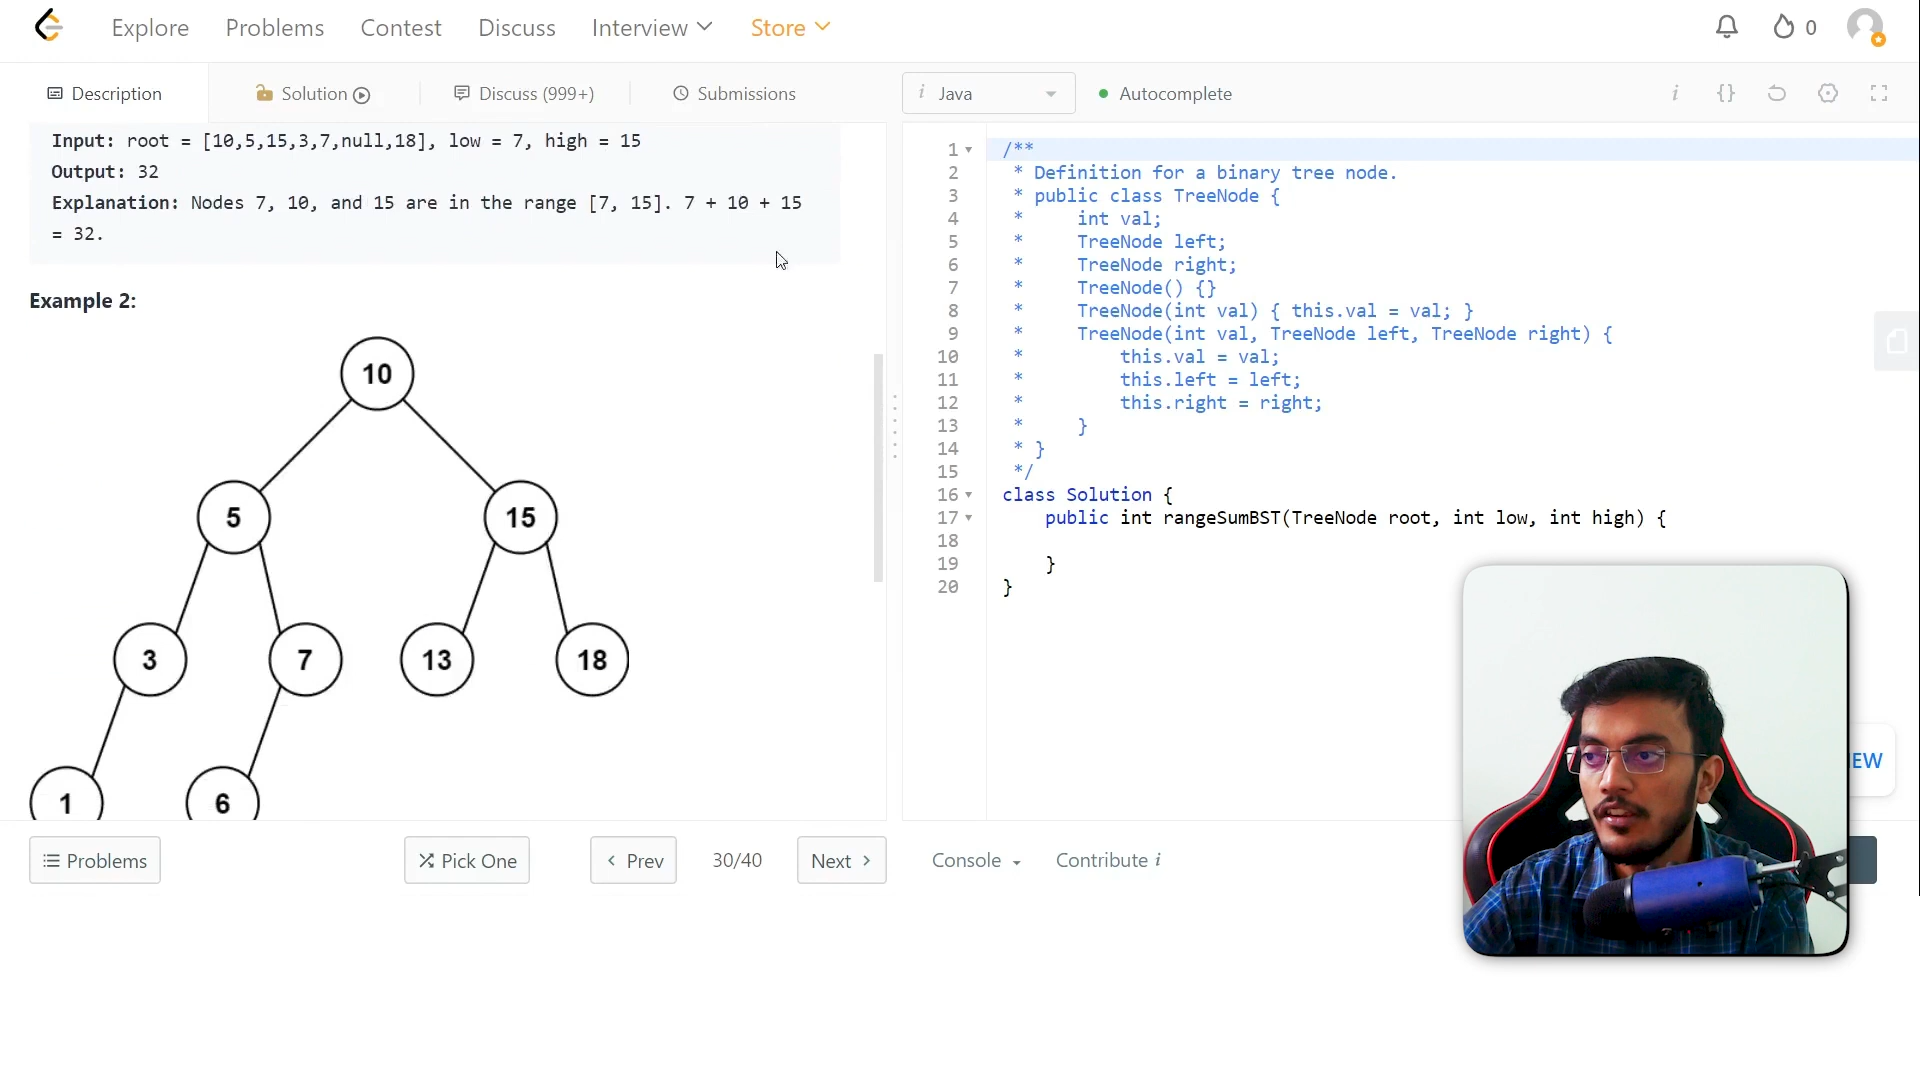 Explore Problems Contest Discuss Interview Store 0
Description Solution Discuss (999+) Submissions i Java Autocomplete i {}
Input: root = [10,5,15,3,7,null,18], low = 7, high = 15
Output: 32
Explanation: Nodes 7, 10, and 15 are in the range [7, 15]. 7 + 10 + 15
= 32.
Example 2:
10
5 15
3 7 13 18
1 6
1 /**
2 * Definition for a binary tree node.
3 * public class TreeNode {
4 * int val;
5 * TreeNode left;
6 * TreeNode right;
7 * TreeNode() {}
8 * TreeNode(int val) { this.val = val; }
9 * TreeNode(int val, TreeNode left, TreeNode right) {
10 * this.val = val;
11 * this.left = left;
12 * this.right = right;
13 * }
14 * }
15 */
16 class Solution {
17 public int rangeSumBST(TreeNode root, int low, int high) {
18
19 }
20 }
EW
Problems Pick One Prev 30/40 Next Console Contribute i